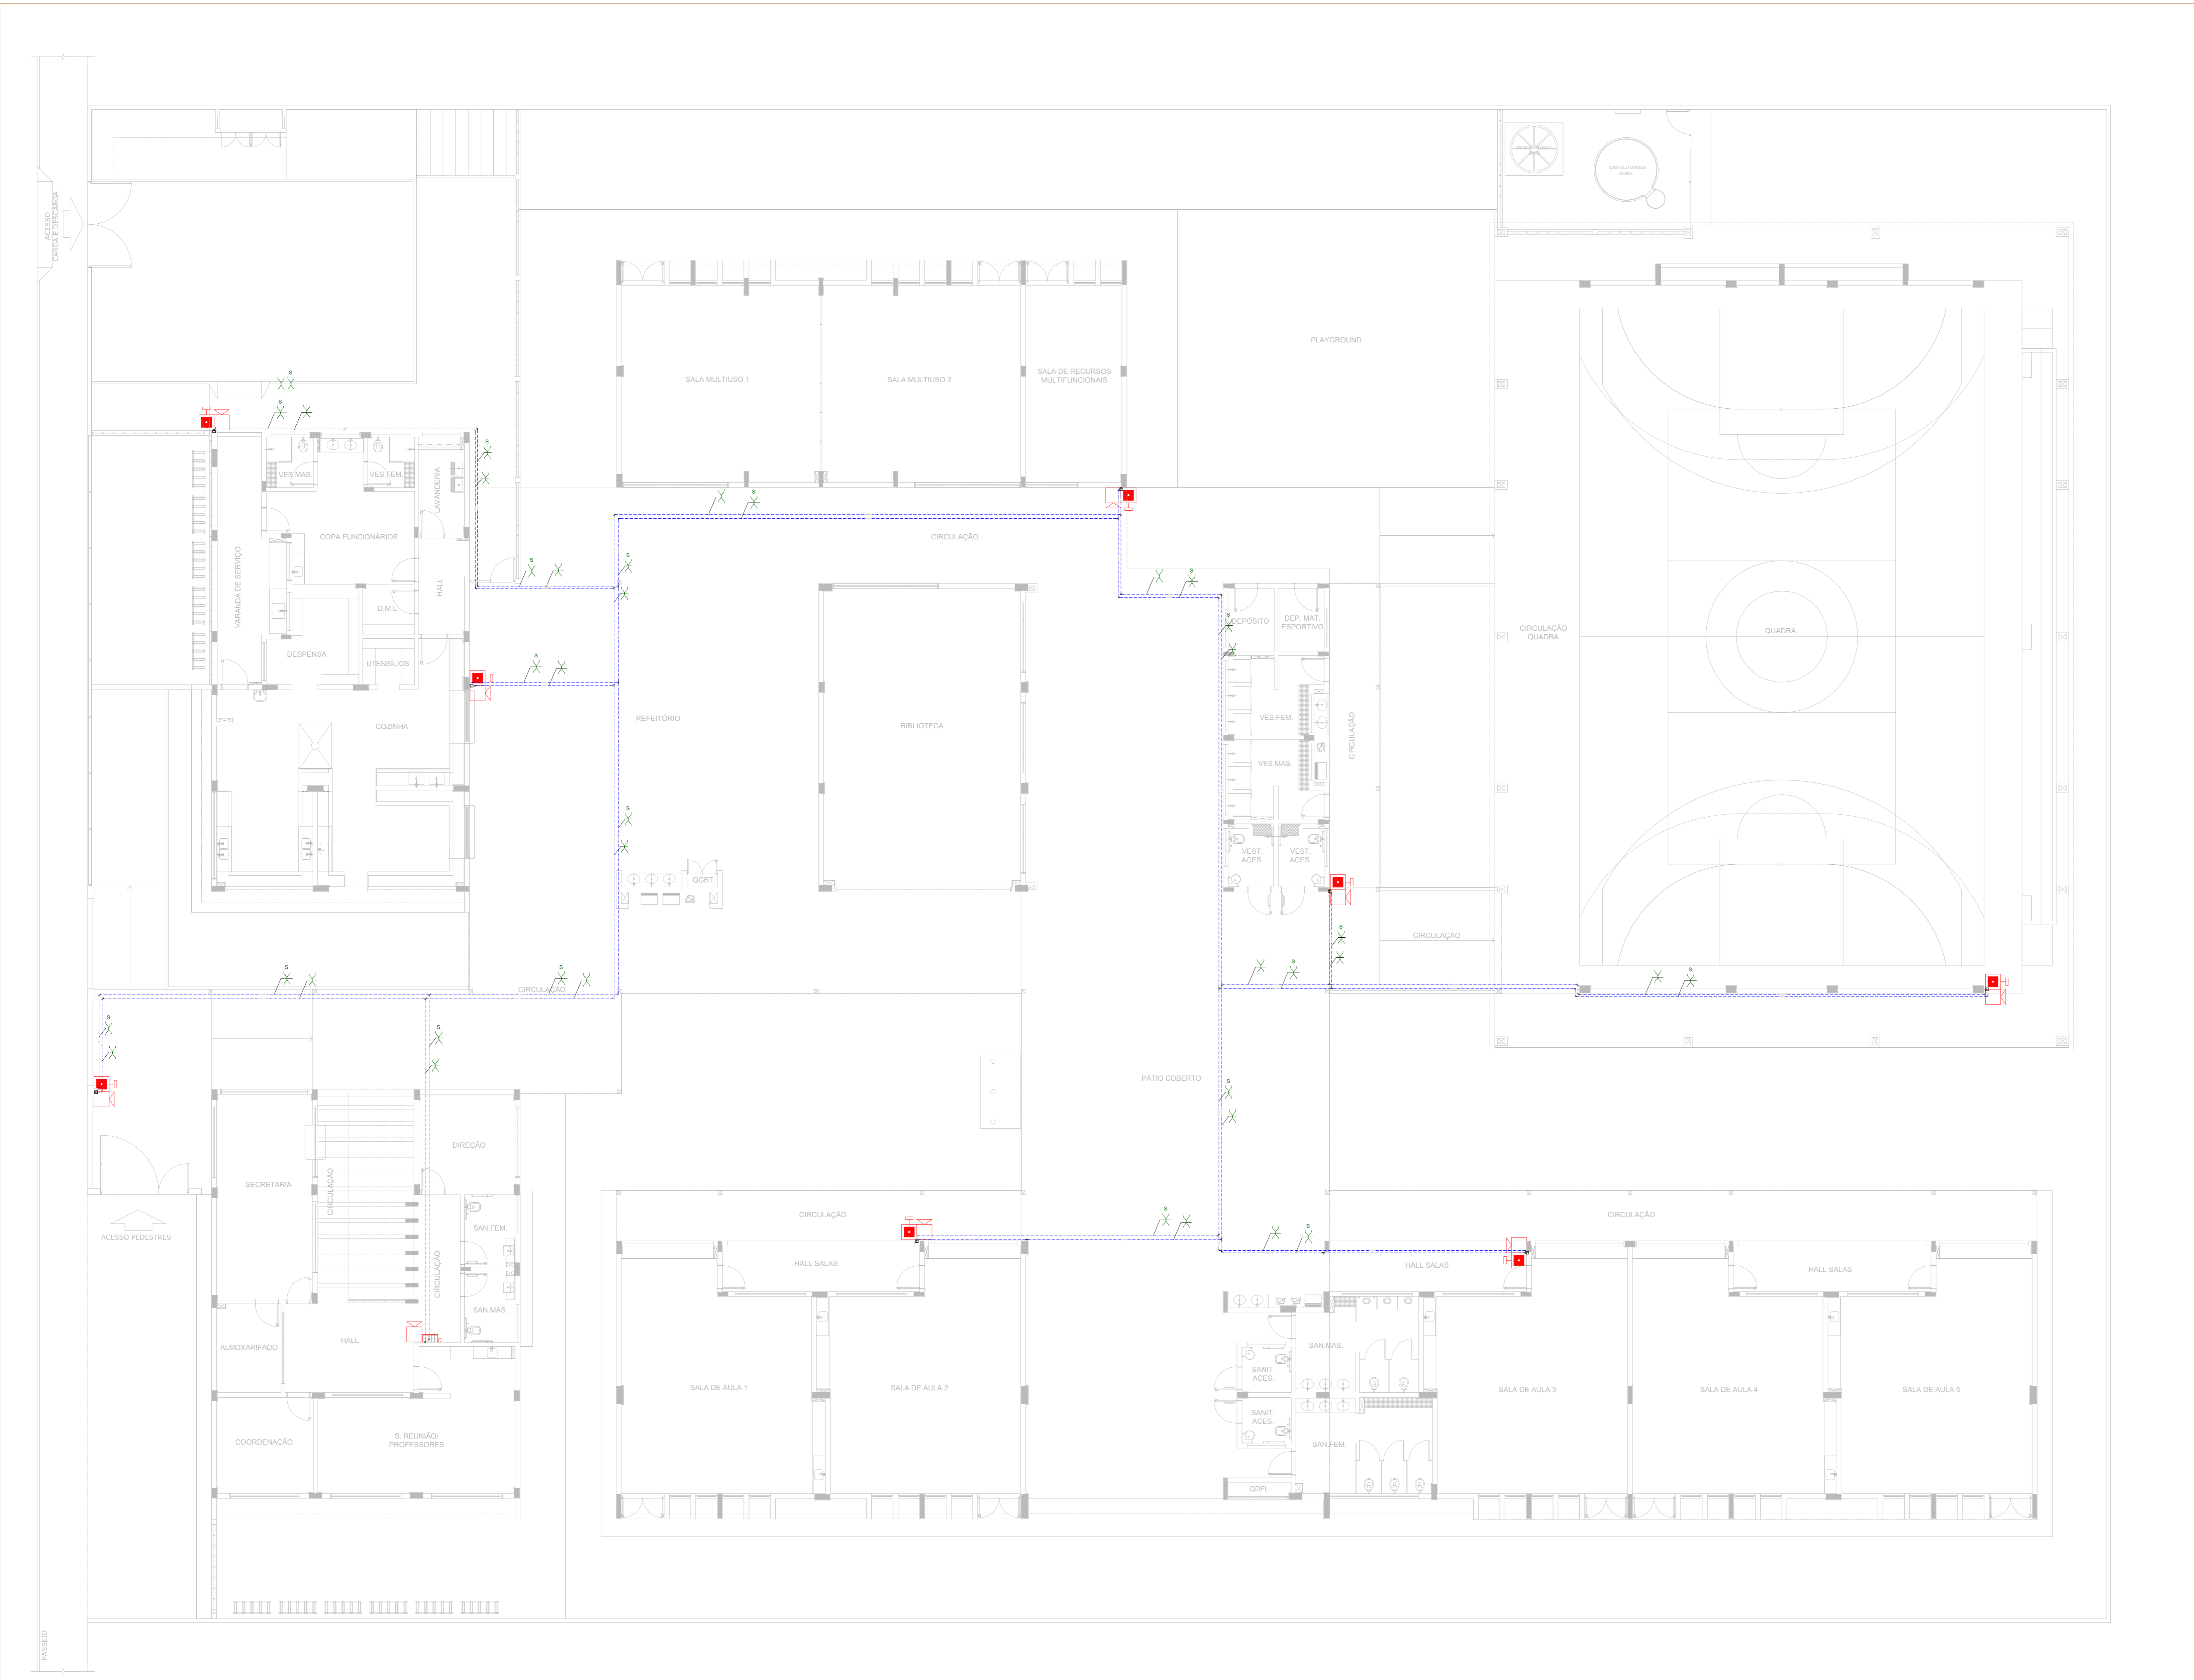 ACESSO
CARGA E DESCARGA
CASTELO D'ÁGUA
PLAYGROUND
SALA MULTIUSO 1
SALA MULTIUSO 2
SALA DE RECURSOS
MULTIFUNCIONAIS
S
S
S
S
VES.MAS.
VES.FEM.
LAVANDERIA
COPA FUNCIONÁRIOS
VARANDA DE SERVIÇO
HALL
D.M.L.
DESPENSA
UTENSÍLIOS
COZINHA
CIRCULAÇÃO
S
S
S
S
REFEITÓRIO
BIBLIOTECA
S
DEPÓSITO
DEP. MAT.
ESPORTIVO
S
VES.FEM.
VES.MAS.
CIRCULAÇÃO
VEST.
ACES.
VEST.
ACES.
CIRCULAÇÃO
QUADRA
QUADRA
S
QGBT
CIRCULAÇÃO
S
S
S
S
CIRCULAÇÃO
S
S
PÁTIO COBERTO
S
DIREÇÃO
SECRETARIA
CIRCULAÇÃO
ACESSO PEDESTRES
SAN.FEM.
CIRCULAÇÃO
SAN.MAS.
HALL
ALMOXARIFADO
COORDENAÇÃO
S. REUNIÃO/
PROFESSORES
CIRCULAÇÃO
S
S
CIRCULAÇÃO
HALL SALAS
HALL SALAS
HALL SALAS
SALA DE AULA 1
SALA DE AULA 2
SAN.MAS.
SANIT.
ACES.
SANIT.
ACES.
SAN.FEM.
QDFL
SALA DE AULA 3
SALA DE AULA 4
SALA DE AULA 5
PASSEIO